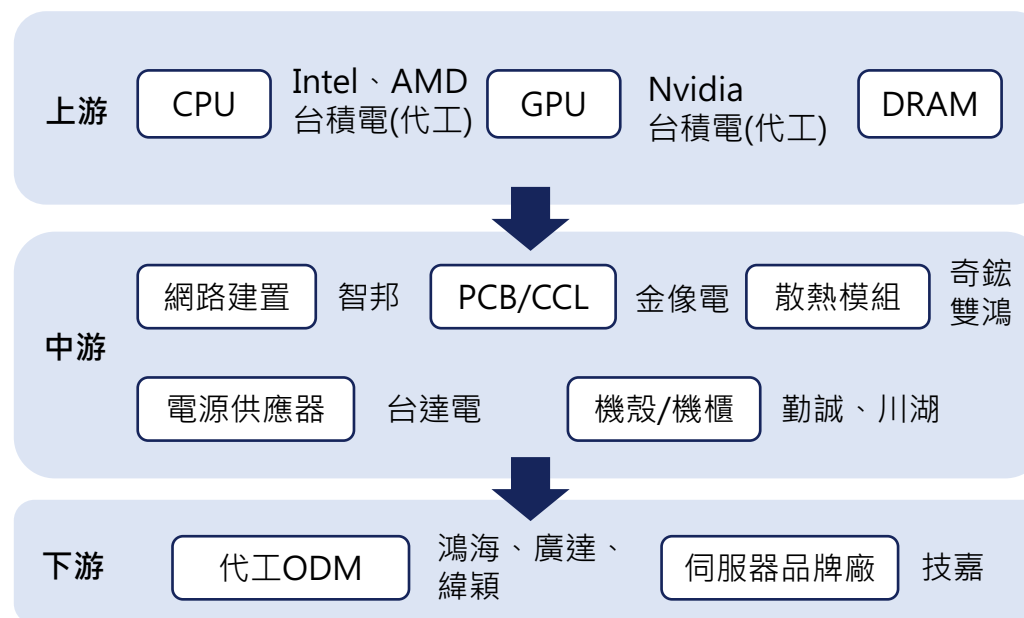 上游
CPU
Intel、AMD
台積電(代工)
GPU
Nvidia
台積電(代工)
DRAM
中游
網路建置
智邦
PCB/CCL
金像電
散熱模組
奇鋐
雙鴻
電源供應器
台達電
機殼/機櫃
勤誠、川湖
下游
代工ODM
鴻海、廣達、
緯穎
伺服器品牌廠
技嘉